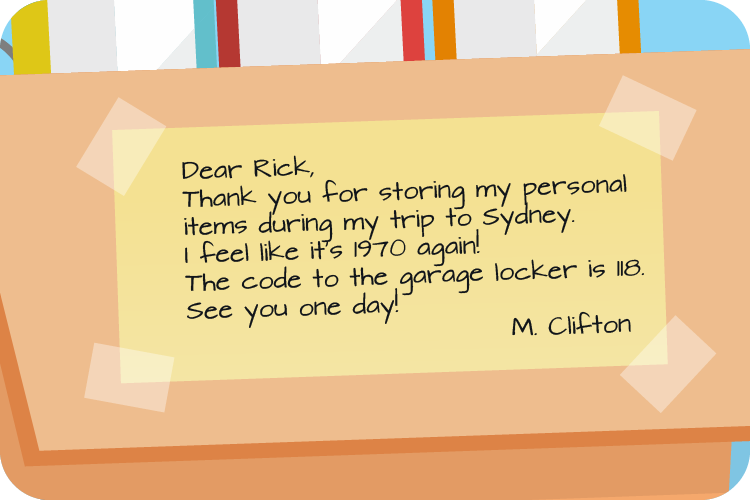 Dear Rick,
Thank you for storing my personal
items during my trip to Sydney.
I feel like it's 1970 again!
The code to the garage locker is 118.
See you one day!
M. Clifton